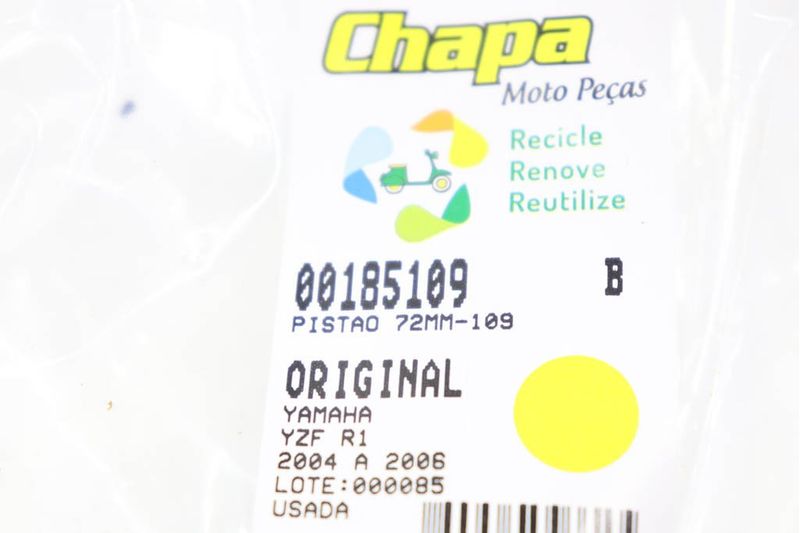 Chapa
Moto Peças
Recicle
Renove
Reutilize
00185109 B
PISTAO 72MM-109
ORIGINAL
YAMAHA
YZF R1
2004 A 2006
LOTE:000085
USADA